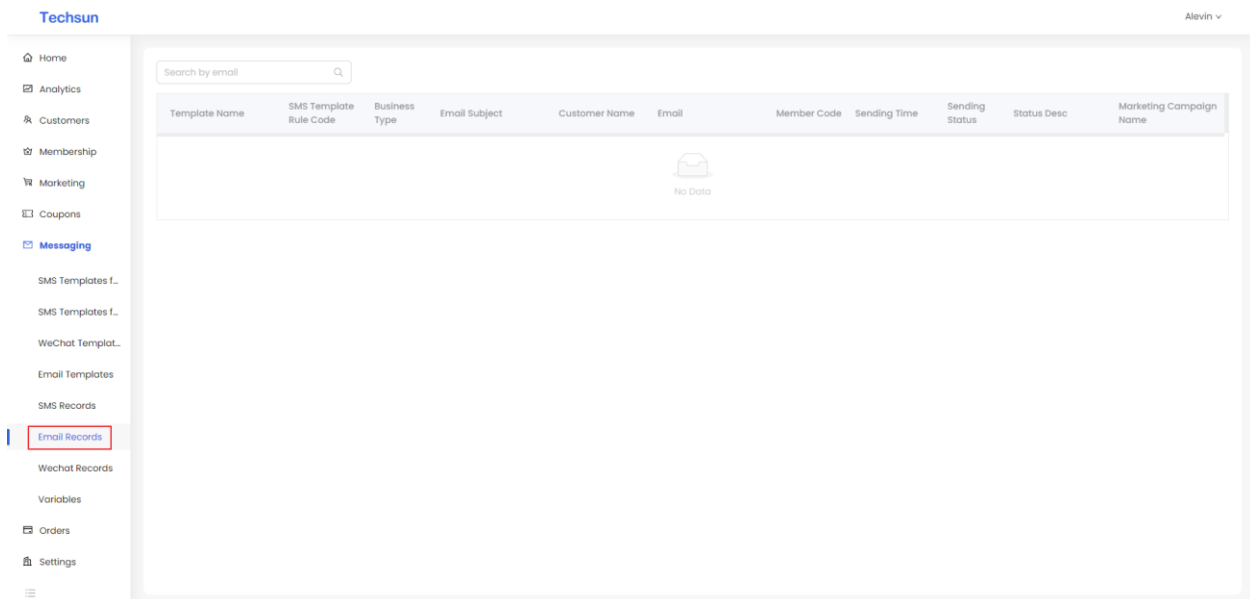 Techsun
Alevin
Home
Analytics
Customers
Membership
Marketing
Coupons
Messaging
SMS Templates f...
SMS Templates f...
WeChat Templat...
Email Templates
SMS Records
Email Records
Wechat Records
Variables
Orders
Settings
Search by email
Template Name
SMS Template
Rule Code
Business
Type
Email Subject
Customer Name
Email
Member Code
Sending Time
Sending
Status
Status Desc
Marketing Campaign
Name
No Data